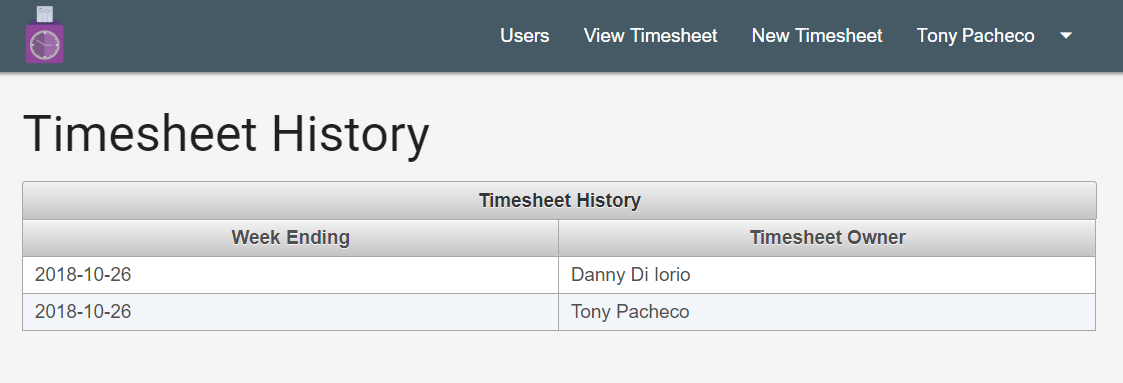 Users View Timesheet New Timesheet Tony Pacheco
Timesheet History
Timesheet History
Week Ending Timesheet Owner
2018-10-26 Danny Di Iorio
2018-10-26 Tony Pacheco